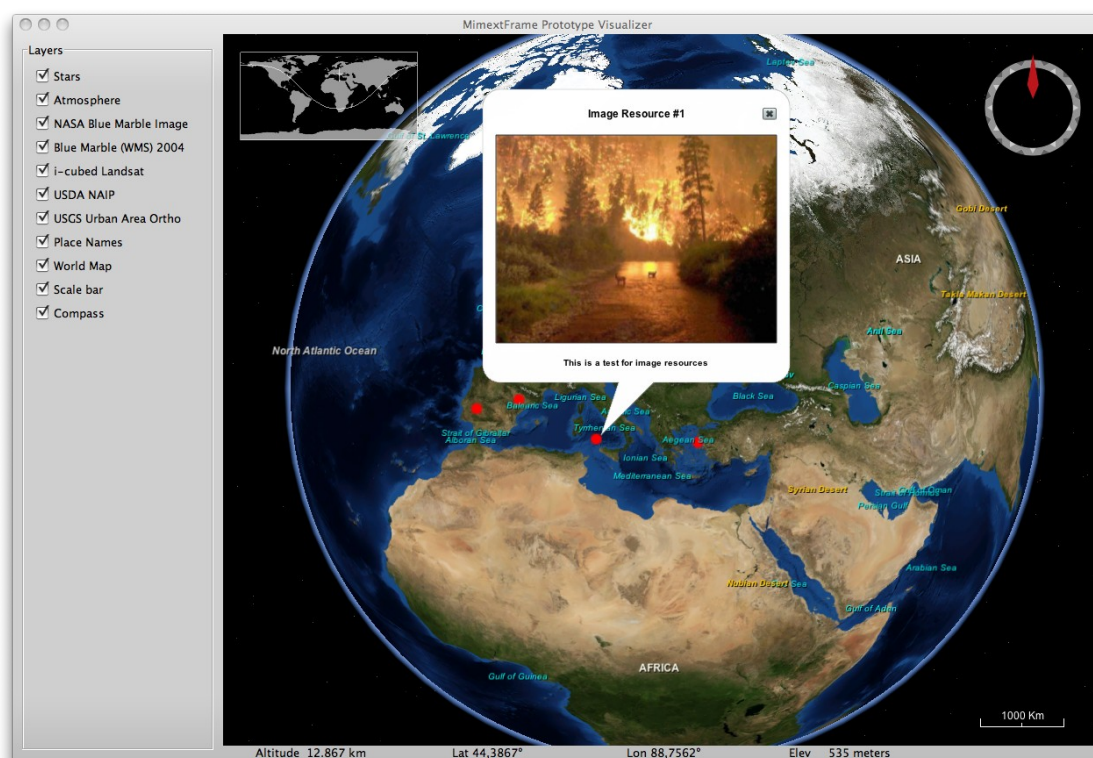 MimextFrame Prototype Visualizer
Layers
Stars
Atmosphere
NASA Blue Marble Image
Blue Marble (WMS) 2004
i-cubed Landsat
USDA NAIP
USGS Urban Area Ortho
Place Names
World Map
Scale bar
Compass
Laptev Sea
St. Lawrence
Image Resource #1
This is a test for image resources
Gobi Desert
ASIA
Takla Makan Desert
Aral Sea
North Atlantic Ocean
Caspian Sea
Black Sea
Ligurian Sea
Balearic Sea
Sea
Tyrrhenian Sea
Strait of Gibraltar
Alboran Sea
Aegean Sea
Ionian Sea
Mediterranean Sea
Syrian Desert
Gulf of Oman
Persian Gulf
Arabian Sea
Nubian Desert Sea
Gulf of Aden
AFRICA
Gulf of Guinea
1000 Km
Altitude 12.867 km Lat 44,3867° Lon 88,7562° Elev 535 meters